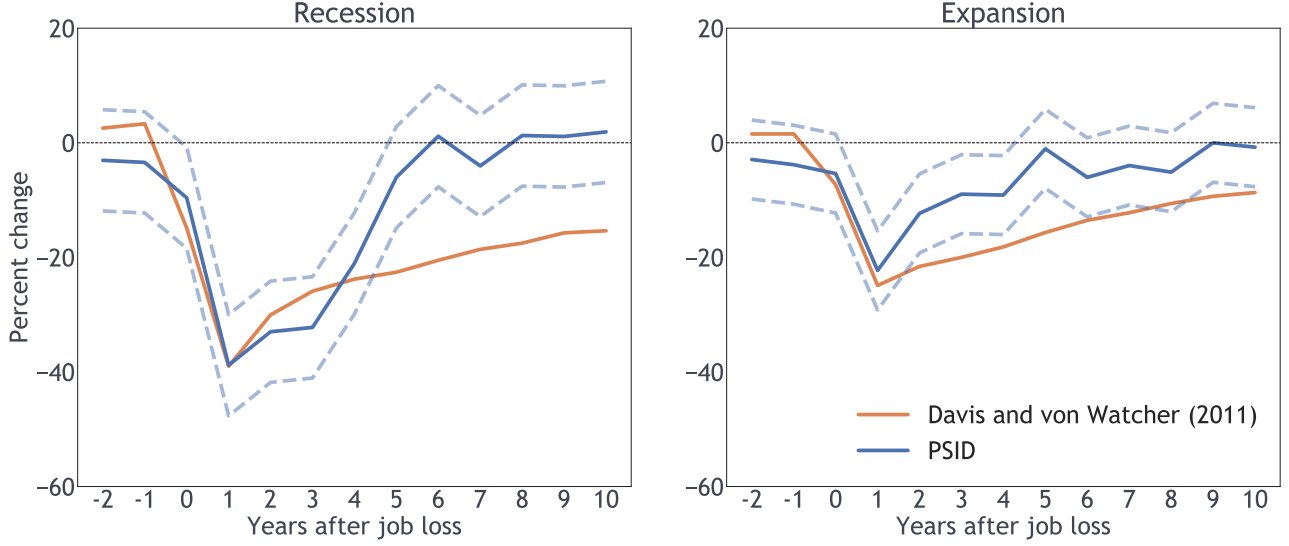 Recession
20
0
−20
−40
−60
Percent change
-2 -1 0 1 2 3 4 5 6 7 8 9 10
Years after job loss
Expansion
20
0
−20
−40
−60
Davis and von Watcher (2011)
PSID
-2 -1 0 1 2 3 4 5 6 7 8 9 10
Years after job loss